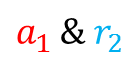 a₁ & r₂